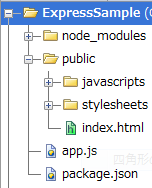 ExpressSample
node_modules
public
javascripts
stylesheets
index.html
app.js
package.json